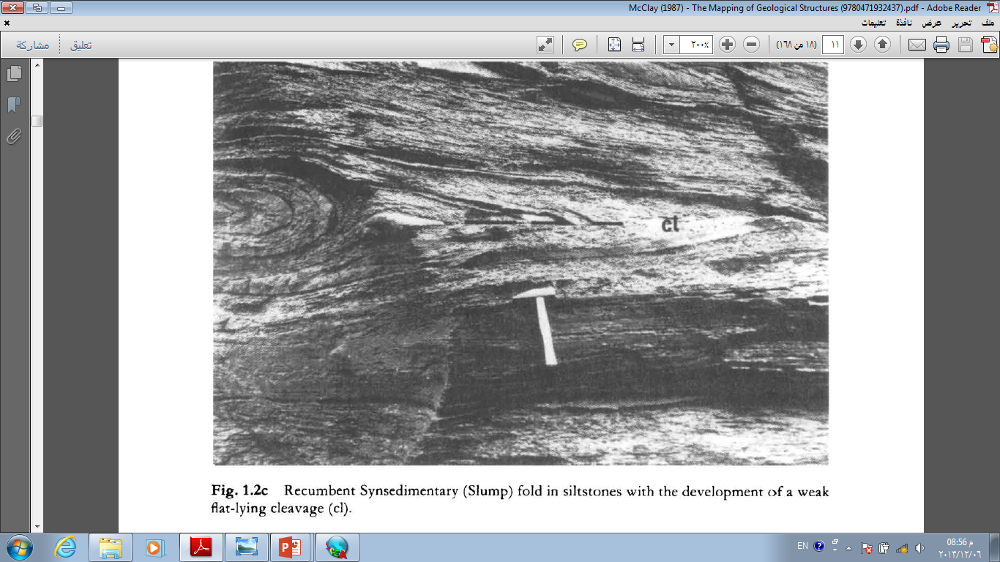 McClay (1987) - The Mapping of Geological Structures (9780471932437).pdf - Adobe Reader
ملف تحرير عرض نافذة تعليمات
١١ (١٨ من ١٦٨) ٢٠٠٪ تعليق مشاركة
cl
Fig. 1.2c Recumbent Synsedimentary (Slump) fold in siltstones with the development of a weak
flat-lying cleavage (cl).
EN
08:56 م
٢٠١٣/١٢/٠٦